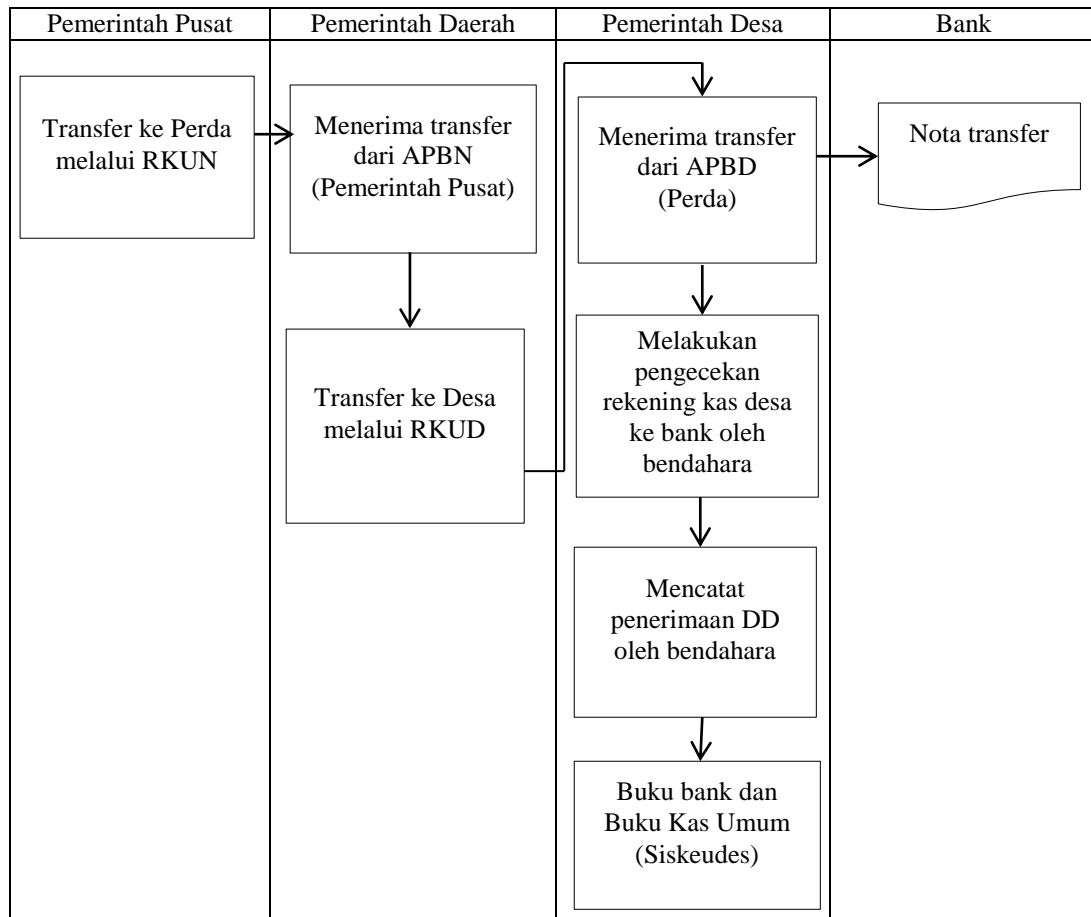 Pemerintah Pusat
Pemerintah Daerah
Pemerintah Desa
Bank
Transfer ke Perda
melalui RKUN
Menerima transfer
dari APBN
(Pemerintah Pusat)
Transfer ke Desa
melalui RKUD
Menerima transfer
dari APBD
(Perda)
Nota transfer
Melakukan
pengecekan
rekening kas desa
ke bank oleh
bendahara
Mencatat
penerimaan DD
oleh bendahara
Buku bank dan
Buku Kas Umum
(Siskeudes)